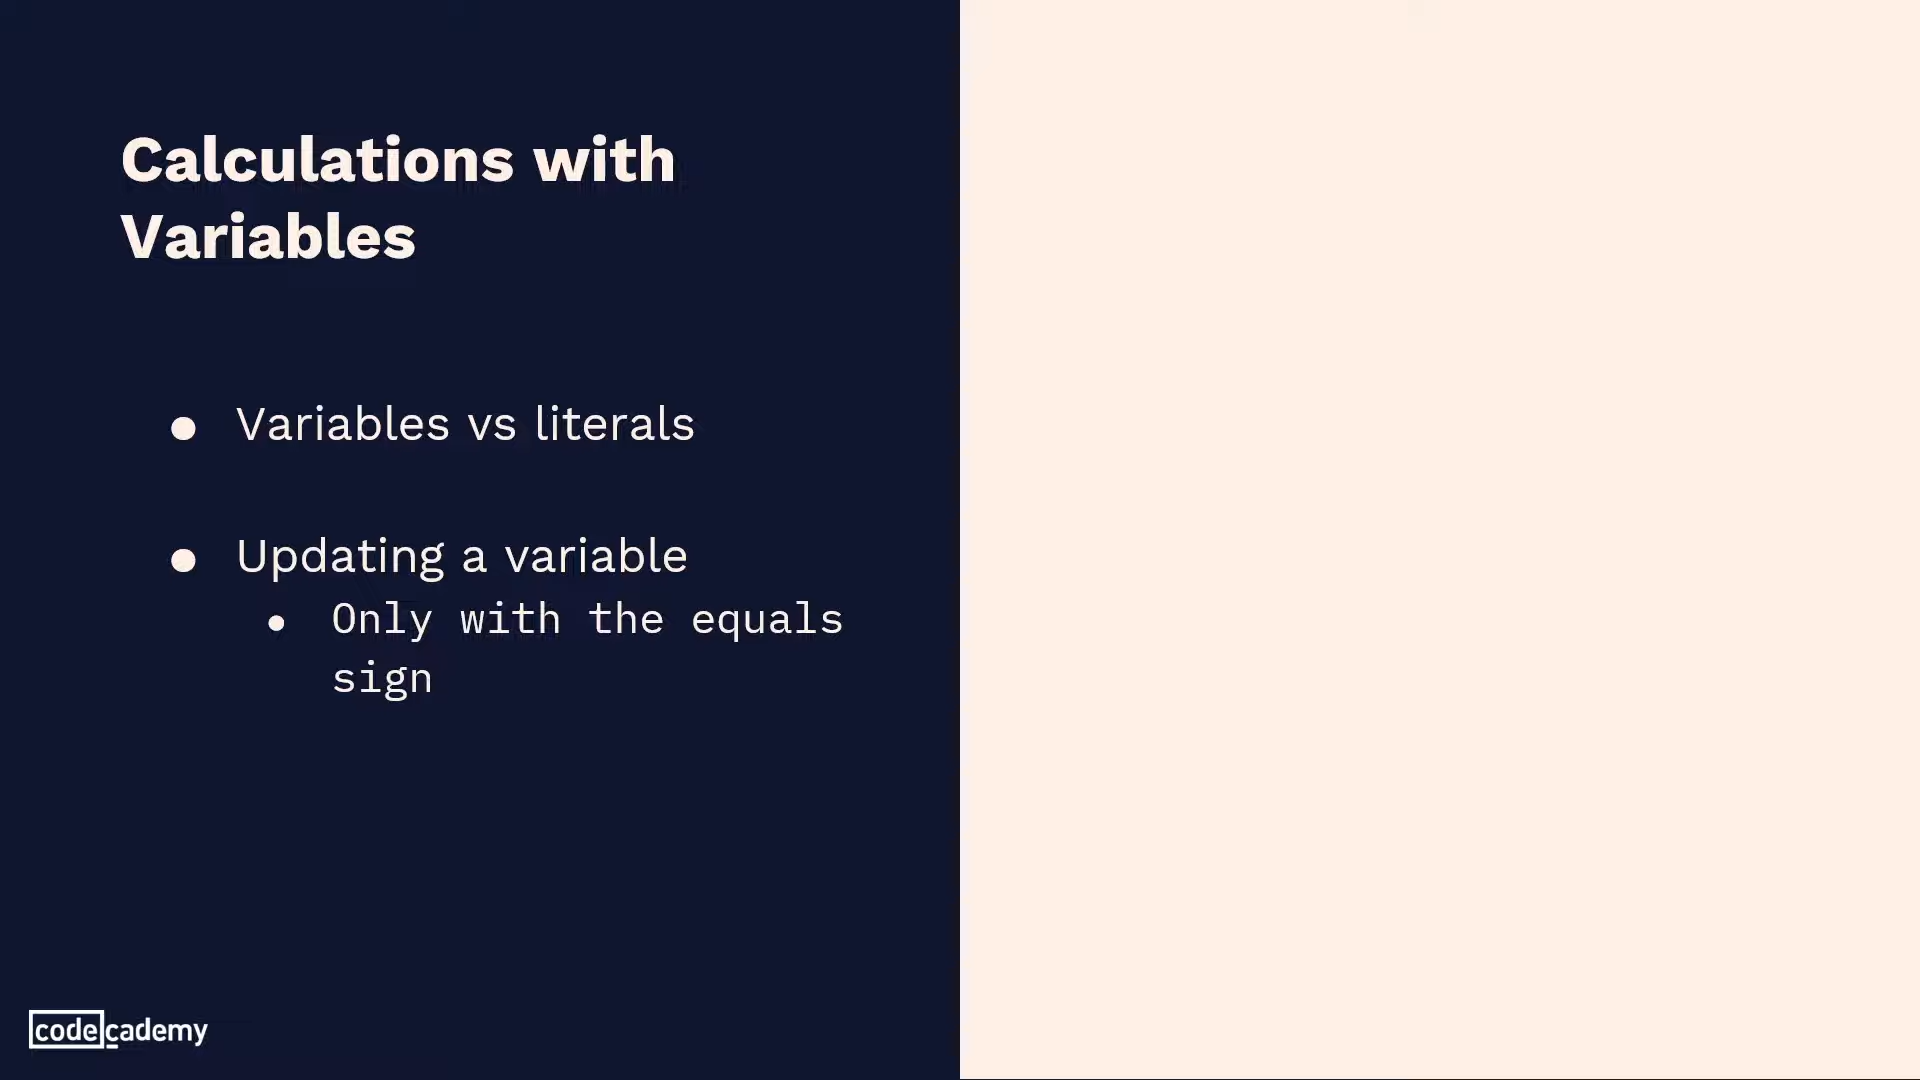 Calculations with
Variables
● Variables vs literals
● Updating a variable
● Only with the equals
sign
codecademy